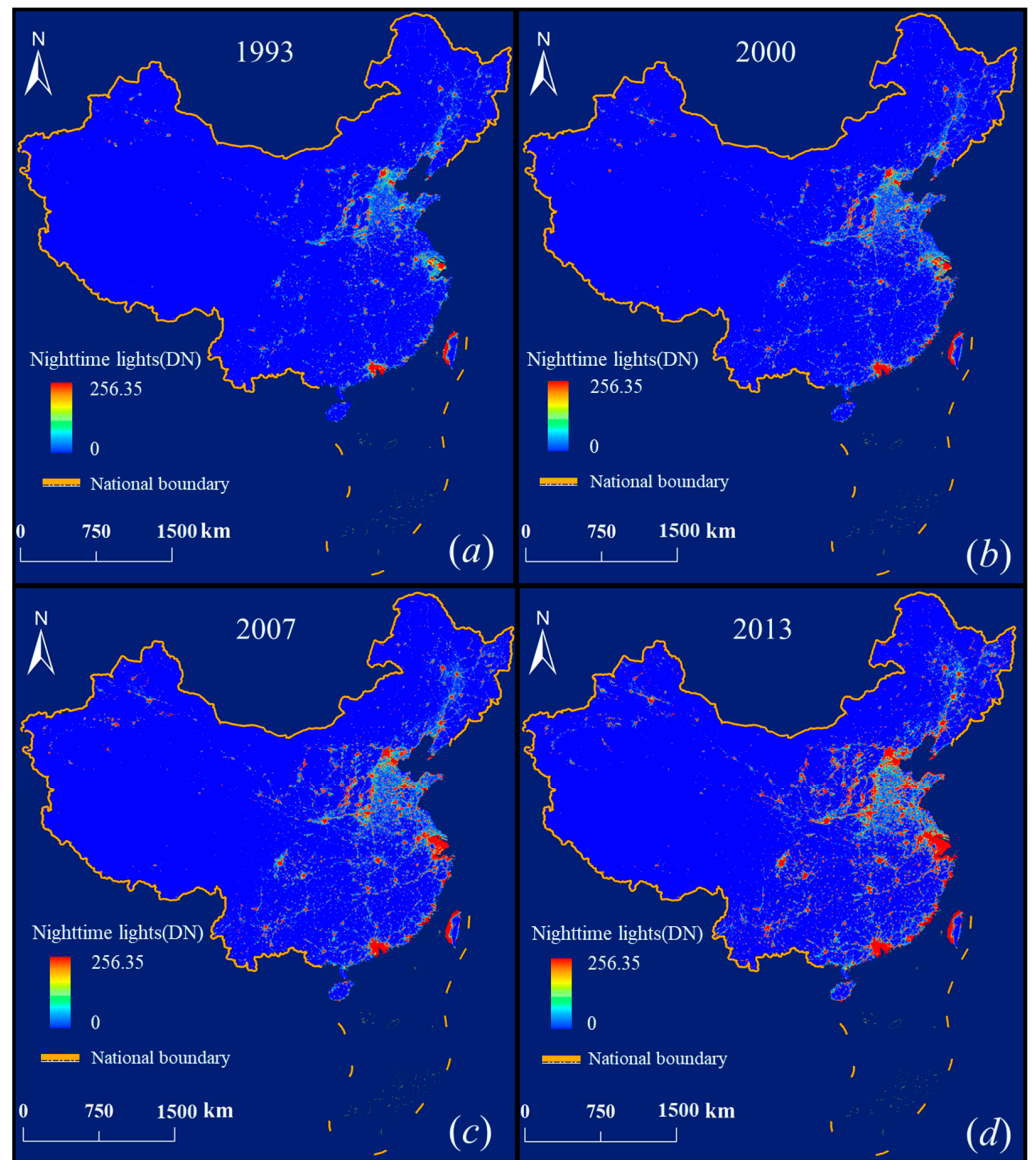 N
1993
Nighttime lights(DN)
256.35
0
National boundary
0 750 1500 km
(a)
N
2000
Nighttime lights(DN)
256.35
0
National boundary
0 750 1500 km
(b)
N
2007
Nighttime lights(DN)
256.35
0
National boundary
0 750 1500 km
(c)
N
2013
Nighttime lights(DN)
256.35
0
National boundary
0 750 1500 km
(d)